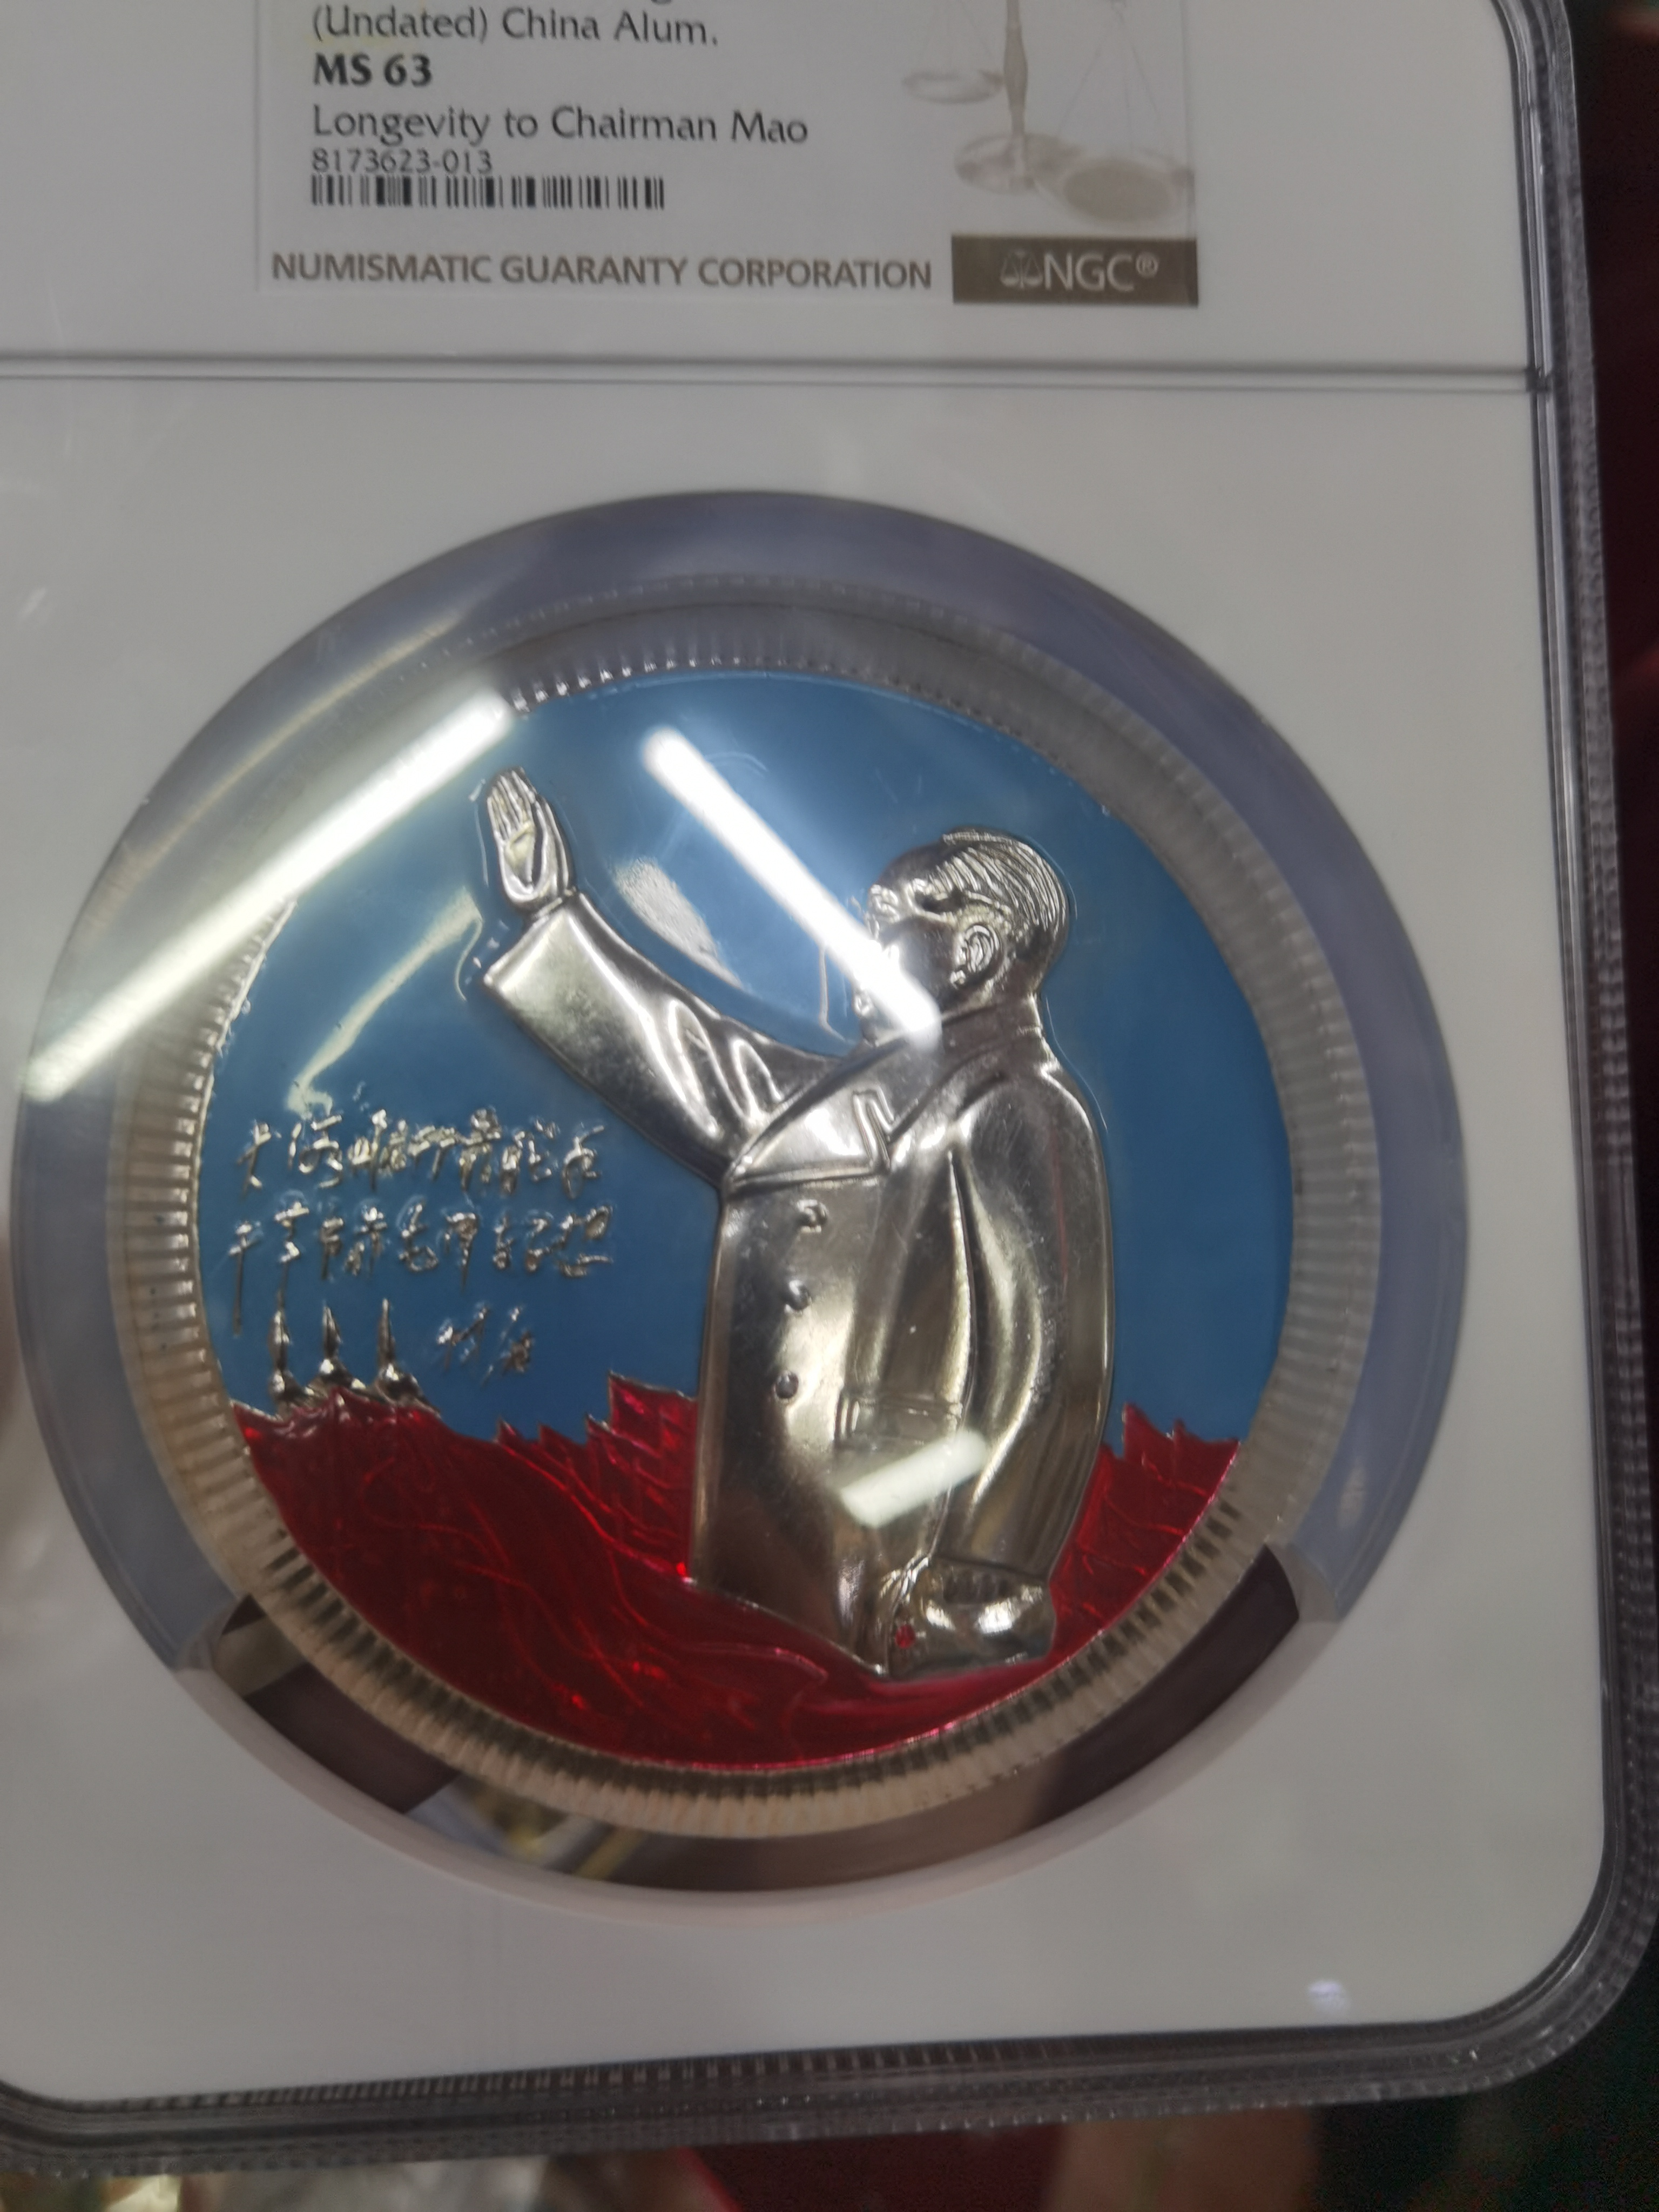 (Undated) China Alum.
MS 63
Longevity to Chairman Mao
8173623-013
NUMISMATIC GUARANTY CORPORATION
NGC®
大海航行靠舵手
干革命靠毛泽东思想
林彪